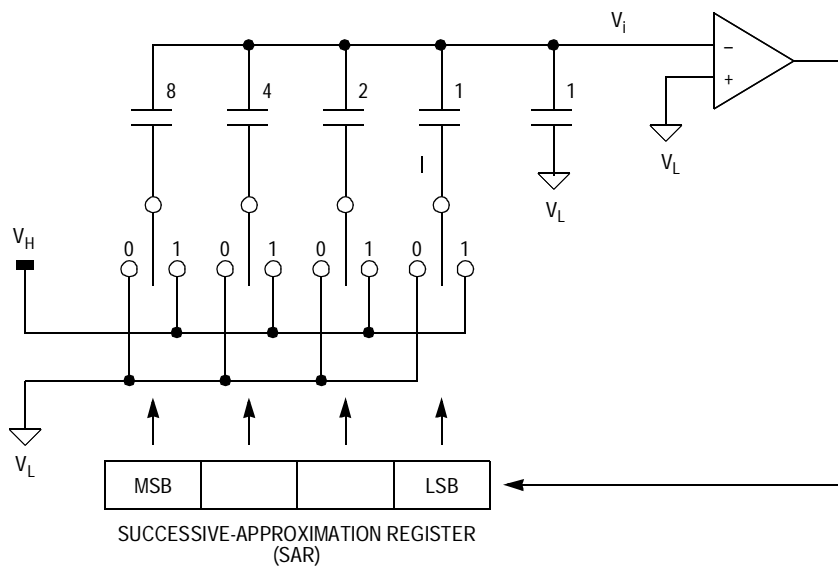 Vi
8 4 2 1 1
− +
VL
I
VL
VH
0 1 0 1 0 1 0 1
VL
MSB LSB
SUCCESSIVE-APPROXIMATION REGISTER
(SAR)